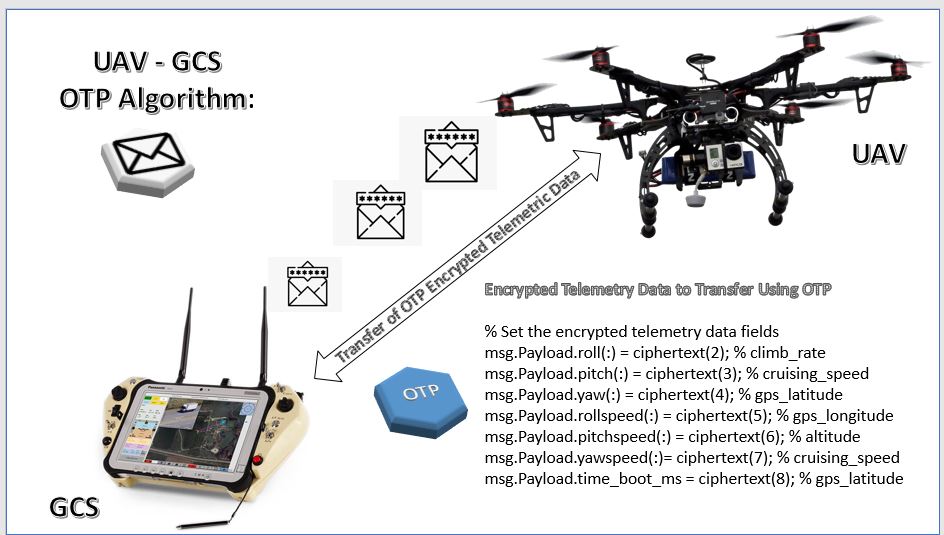 UAV - GCS
OTP Algorithm:
******
******
******
UAV
Transfer of OTP Encrypted Telemetric Data
Encrypted Telemetry Data to Transfer Using OTP
% Set the encrypted telemetry data fields
msg.Payload.roll(:) = ciphertext(2); % climb_rate
msg.Payload.pitch(:) = ciphertext(3); % cruising_speed
msg.Payload.yaw(:) = ciphertext(4); % gps_latitude
msg.Payload.rollspeed(:) = ciphertext(5); % gps_longitude
msg.Payload.pitchspeed(:) = ciphertext(6); % altitude
msg.Payload.yawspeed(:)= ciphertext(7); % cruising_speed
msg.Payload.time_boot_ms = ciphertext(8); % gps_latitude
OTP
Panasonic
GCS